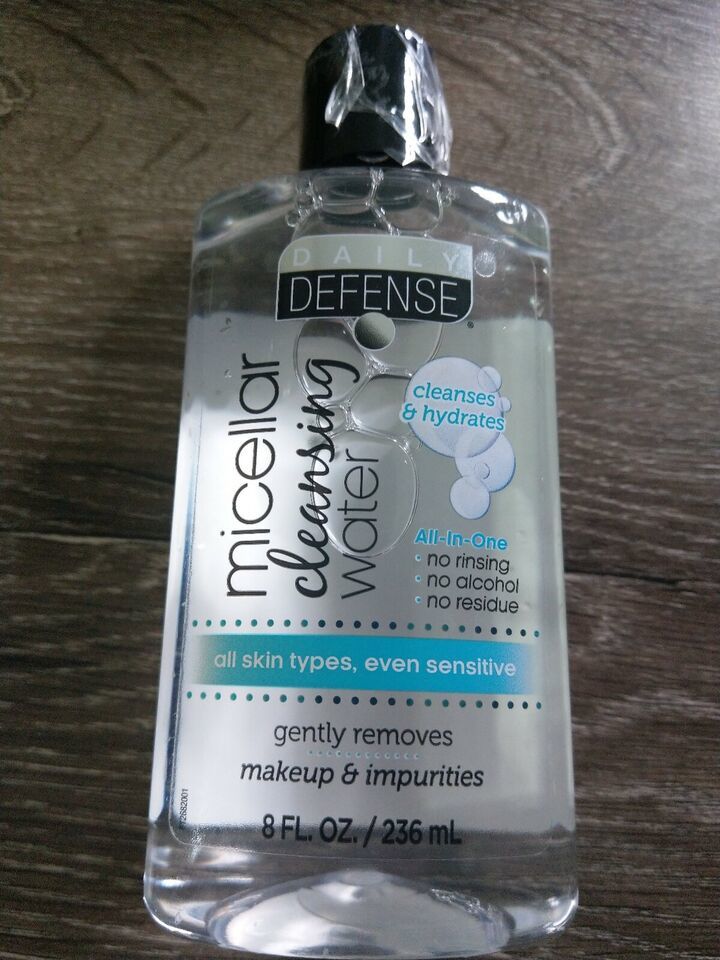 DAILY
DEFENSE
®
micellar
cleansing
water
cleanses
& hydrates
All-In-One
• no rinsing
• no alcohol
• no residue
all skin types, even sensitive
gently removes
makeup & impurities
8 FL. OZ. / 236 mL